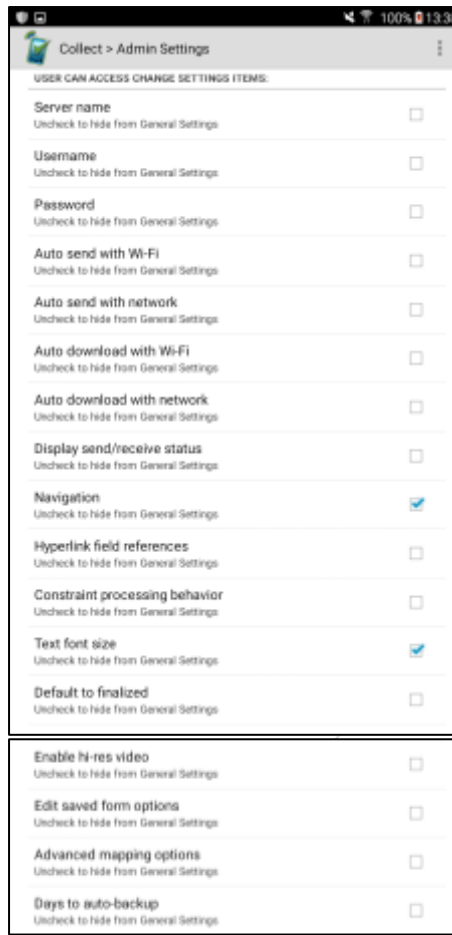 100% 13:3
Collect > Admin Settings
USER CAN ACCESS CHANGE SETTINGS ITEMS:
Server name
Uncheck to hide from General Settings
Username
Uncheck to hide from General Settings
Password
Uncheck to hide from General Settings
Auto send with Wi-Fi
Uncheck to hide from General Settings
Auto send with network
Uncheck to hide from General Settings
Auto download with Wi-Fi
Uncheck to hide from General Settings
Auto download with network
Uncheck to hide from General Settings
Display send/receive status
Uncheck to hide from General Settings
Navigation
Uncheck to hide from General Settings
Hyperlink field references
Uncheck to hide from General Settings
Constraint processing behavior
Uncheck to hide from General Settings
Text font size
Uncheck to hide from General Settings
Default to finalized
Uncheck to hide from General Settings
Enable hi-res video
Uncheck to hide from General Settings
Edit saved form options
Uncheck to hide from General Settings
Advanced mapping options
Uncheck to hide from General Settings
Days to auto-backup
Uncheck to hide from General Settings